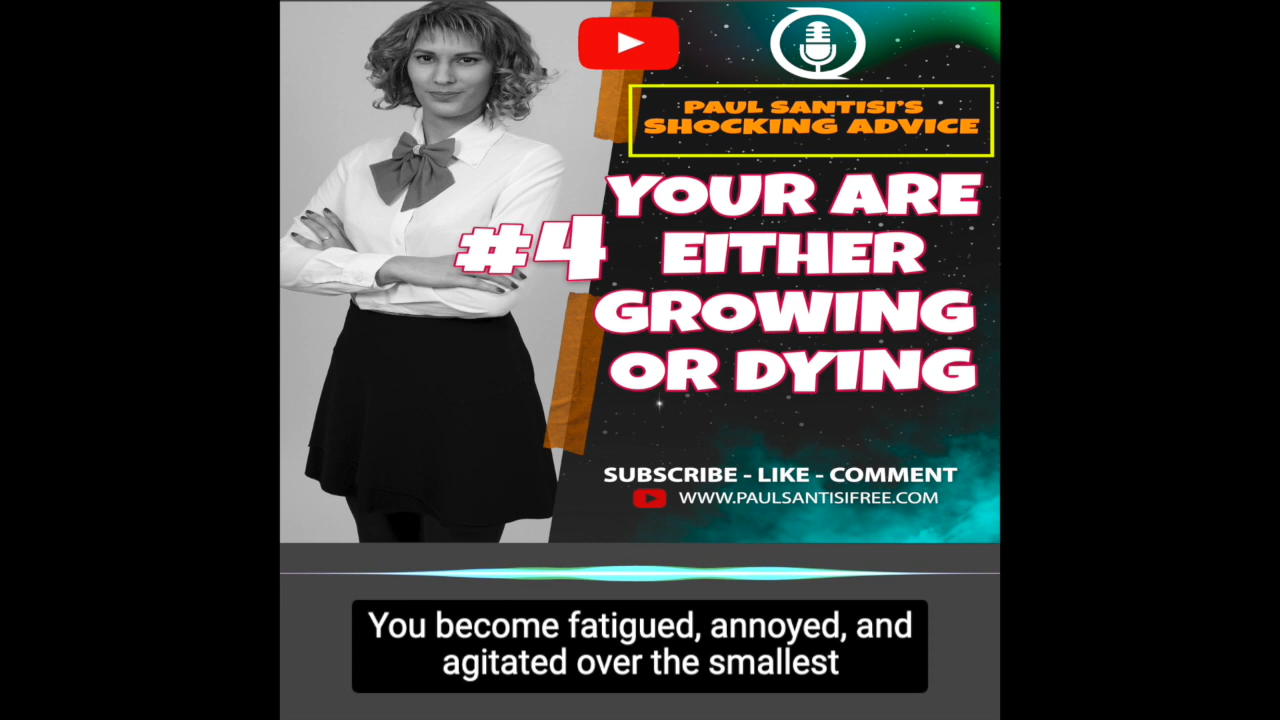 PAUL SANTISI'S
SHOCKING ADVICE
#4
YOUR ARE
EITHER
GROWING
OR DYING
SUBSCRIBE - LIKE - COMMENT
WWW.PAULSANTISIFREE.COM
You become fatigued, annoyed, and
agitated over the smallest